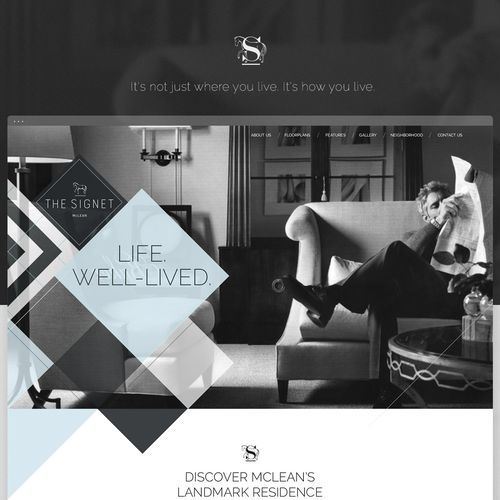 S
It's not just where you live. It's how you live.
ABOUT US / FLOORPLANS / FEATURES / GALLERY / NEIGHBORHOOD / CONTACT US
THE SIGNET
McLEAN
LIFE.
WELL-LIVED.
S
DISCOVER MCLEAN'S
LANDMARK RESIDENCE